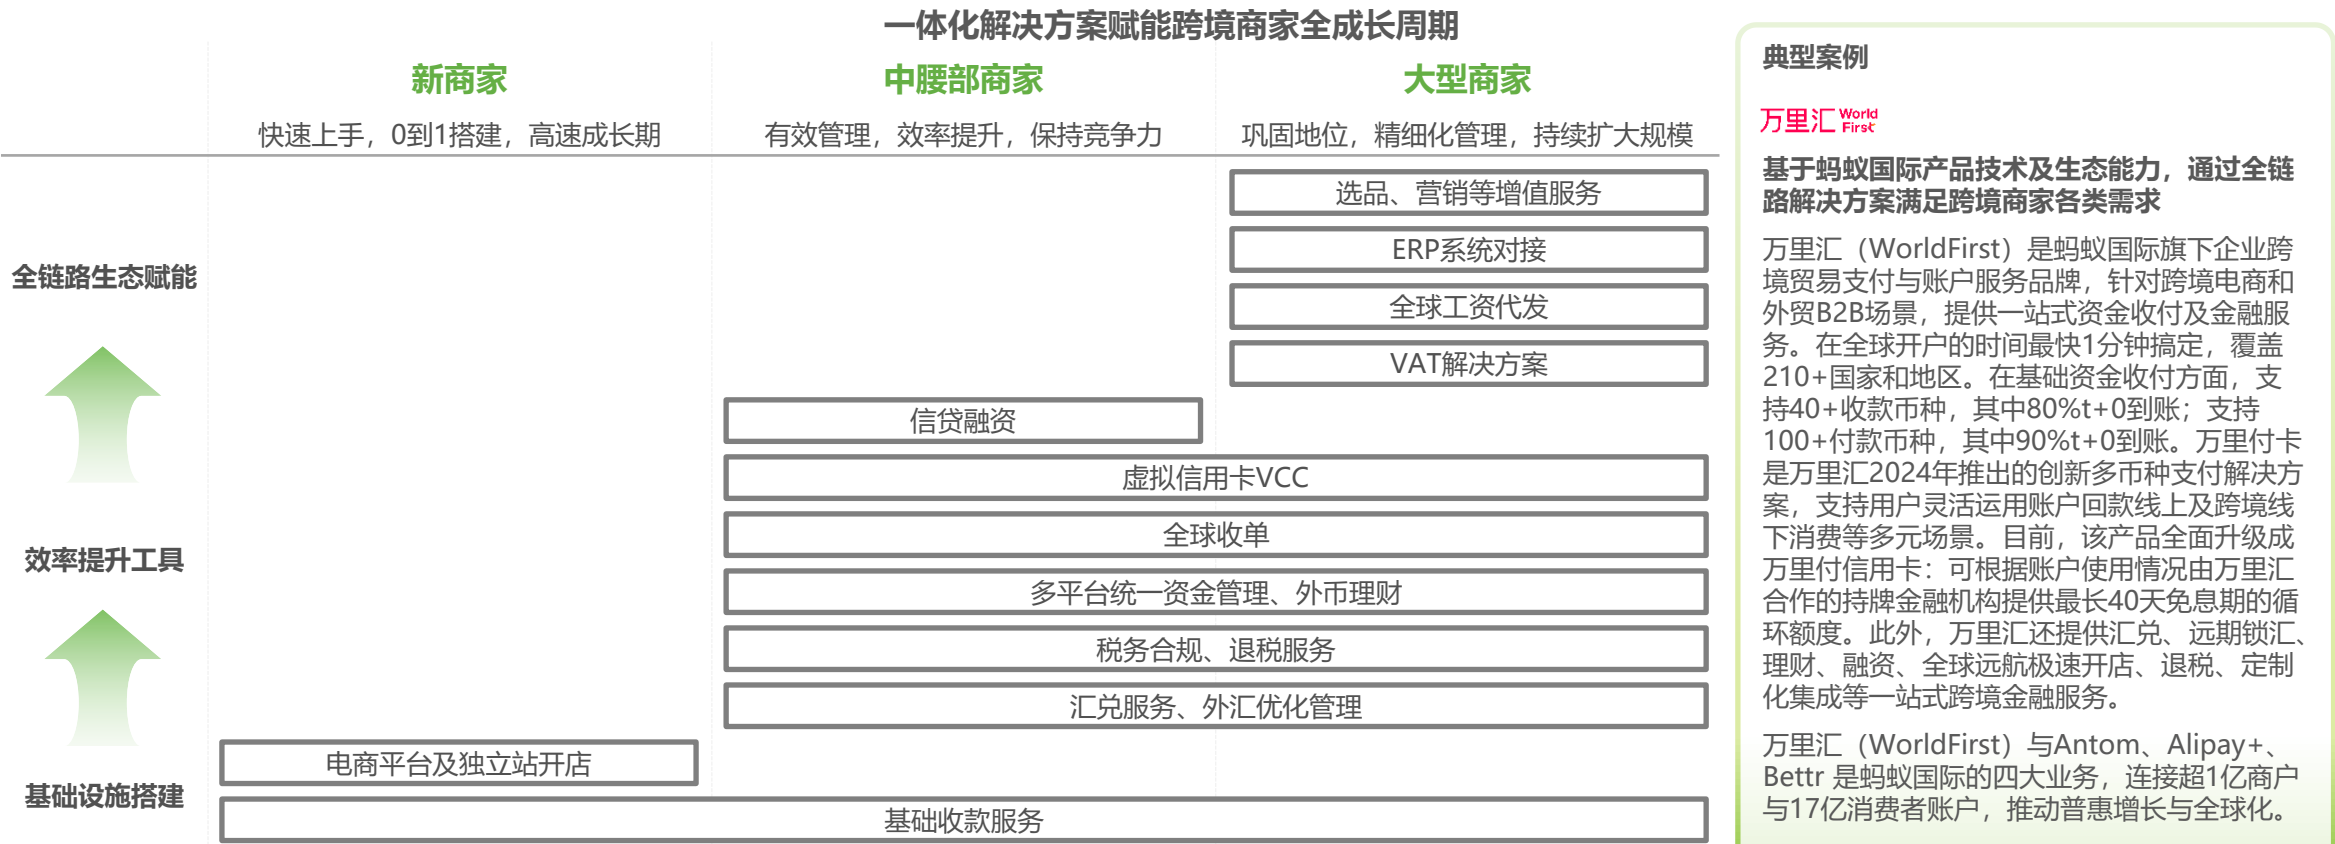 一体化解决方案赋能跨境商家全成长周期
新商家
中腰部商家
大型商家
快速上手，0到1搭建，高速成长期
有效管理，效率提升，保持竞争力
巩固地位，精细化管理，持续扩大规模
选品、营销等增值服务
ERP系统对接
全链路生态赋能
全球工资代发
VAT解决方案
信贷融资
虚拟信用卡VCC
全球收单
效率提升工具
多平台统一资金管理、外币理财
税务合规、退税服务
汇兑服务、外汇优化管理
电商平台及独立站开店
基础设施搭建
基础收款服务
典型案例
万里汇 World First
基于蚂蚁国际产品技术及生态能力，通过全链
路解决方案满足跨境商家各类需求
万里汇（WorldFirst）是蚂蚁国际旗下企业跨
境贸易支付与账户服务品牌，针对跨境电商和
外贸B2B场景，提供一站式资金收付及金融服
务。在全球开户的时间最快1分钟搞定，覆盖
210+国家和地区。在基础资金收付方面，支
持40+收款币种，其中80%t+0到账；支持
100+付款币种，其中90%t+0到账。万里付卡
是万里汇2024年推出的创新多币种支付解决方
案，支持用户灵活运用账户回款线上及跨境线
下消费等多元场景。目前，该产品全面升级成
万里付信用卡：可根据账户使用情况由万里汇
合作的持牌金融机构提供最长40天免息期的循
环额度。此外，万里汇还提供汇兑、远期锁汇、
理财、融资、全球远航极速开店、退税、定制
化集成等一站式跨境金融服务。
万里汇（WorldFirst）与Antom、Alipay+、
Bettr 是蚂蚁国际的四大业务，连接超1亿商户
与17亿消费者账户，推动普惠增长与全球化。